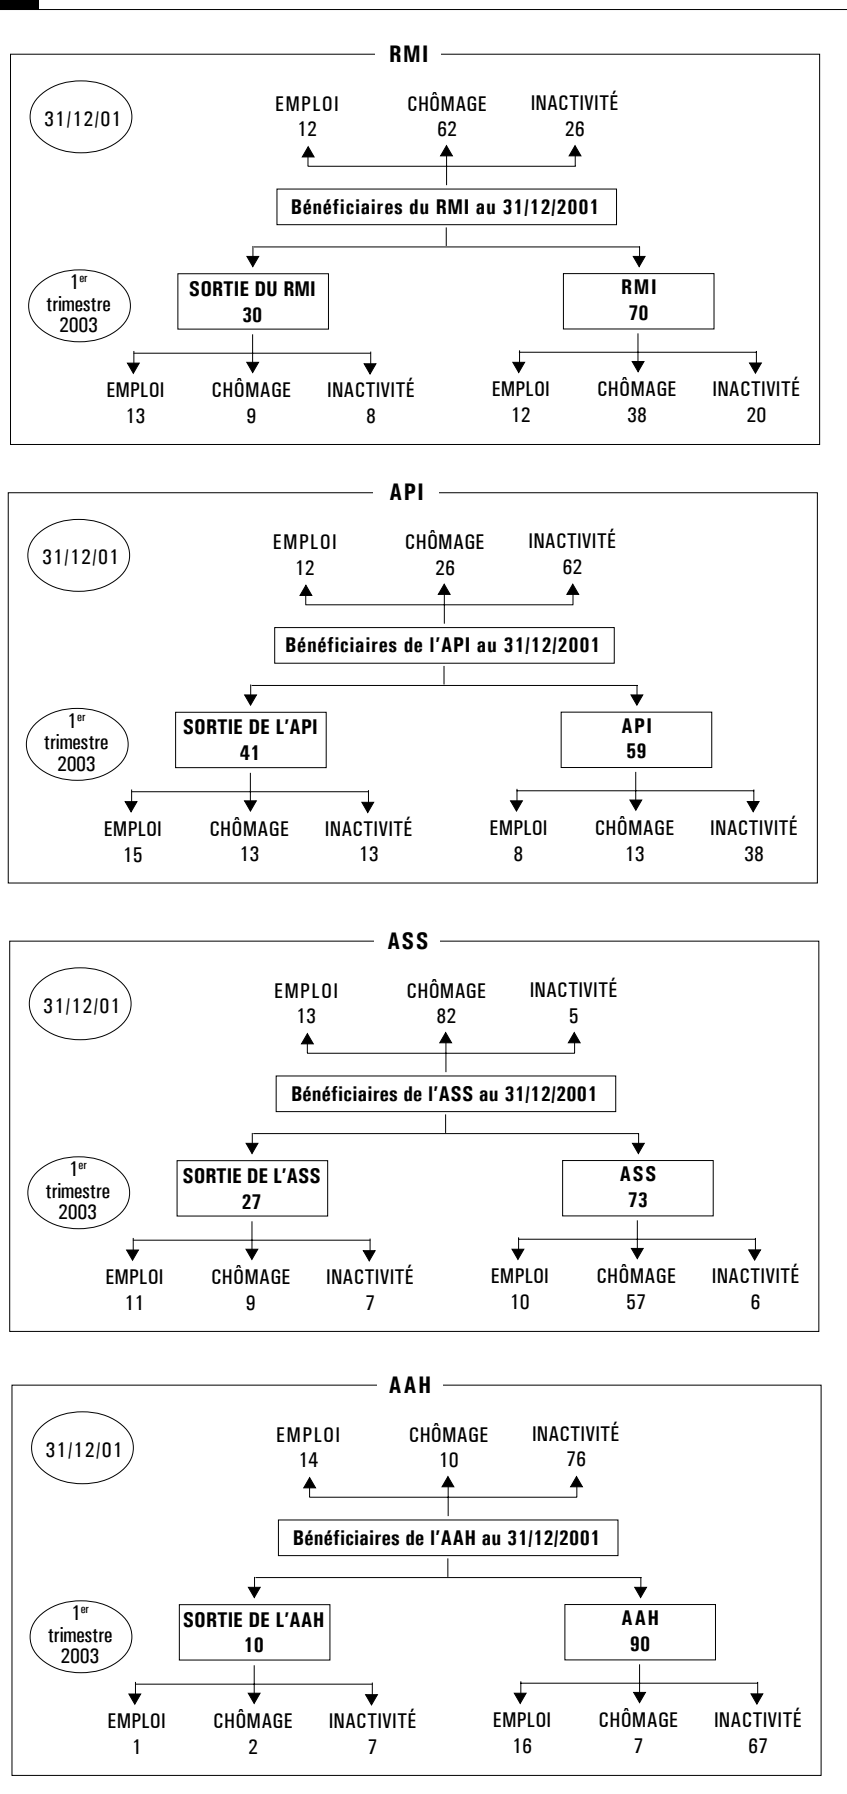 RMI
31/12/01
EMPLOI CHÔMAGE INACTIVITÉ
12 62 26
Bénéficiaires du RMI au 31/12/2001
1er
trimestre
2003
SORTIE DU RMI RMI
30 70
EMPLOI CHÔMAGE INACTIVITÉ EMPLOI CHÔMAGE INACTIVITÉ
13 9 8 12 38 20
API
31/12/01
EMPLOI CHÔMAGE INACTIVITÉ
12 26 62
Bénéficiaires de l'API au 31/12/2001
1er
trimestre
2003
SORTIE DE L'API API
41 59
EMPLOI CHÔMAGE INACTIVITÉ EMPLOI CHÔMAGE INACTIVITÉ
15 13 13 8 13 38
ASS
31/12/01
EMPLOI CHÔMAGE INACTIVITÉ
13 82 5
Bénéficiaires de l'ASS au 31/12/2001
1er
trimestre
2003
SORTIE DE L'ASS ASS
27 73
EMPLOI CHÔMAGE INACTIVITÉ EMPLOI CHÔMAGE INACTIVITÉ
11 9 7 10 57 6
AAH
31/12/01
EMPLOI CHÔMAGE INACTIVITÉ
14 10 76
Bénéficiaires de l'AAH au 31/12/2001
1er
trimestre
2003
SORTIE DE L'AAH AAH
10 90
EMPLOI CHÔMAGE INACTIVITÉ EMPLOI CHÔMAGE INACTIVITÉ
1 2 7 16 7 67